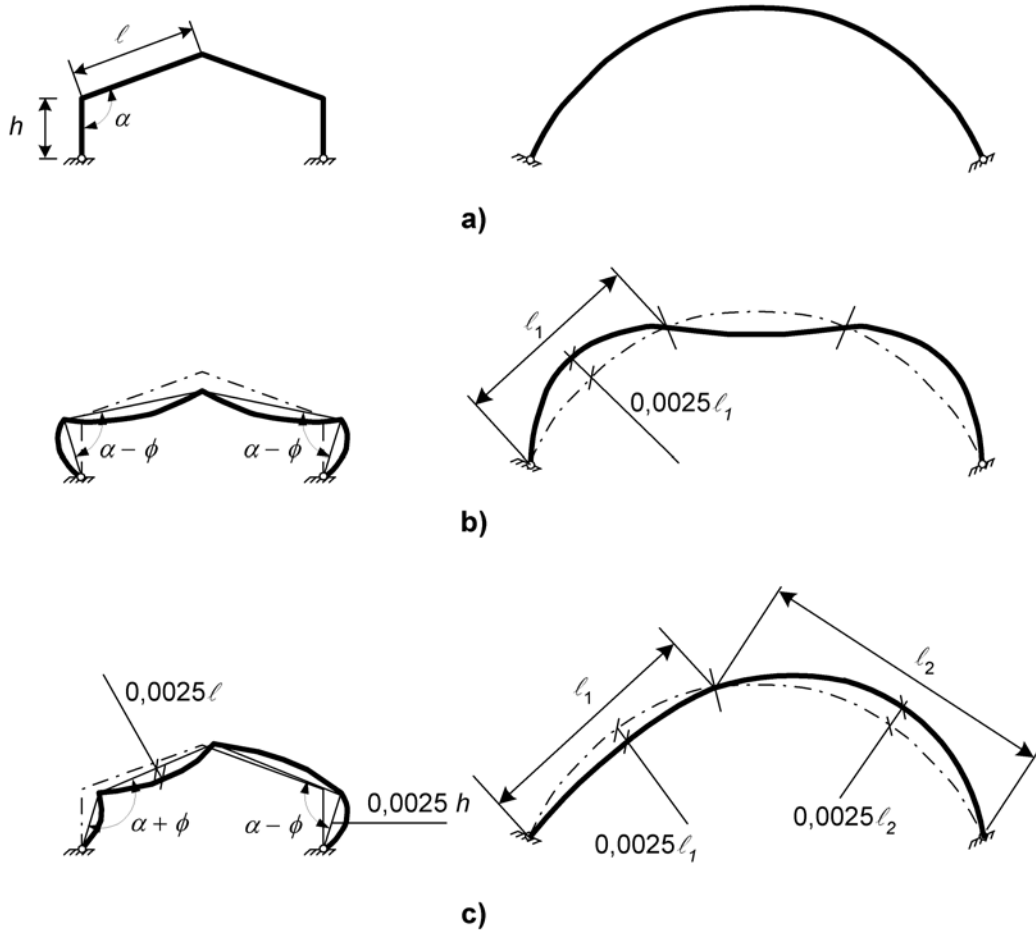 ℓ
h
α
a)
α − ϕ
α − ϕ
ℓ₁
0,0025ℓ₁
b)
0,0025ℓ
α + ϕ
α − ϕ
0,0025 h
ℓ₁
ℓ₂
0,0025ℓ₁
0,0025ℓ₂
c)